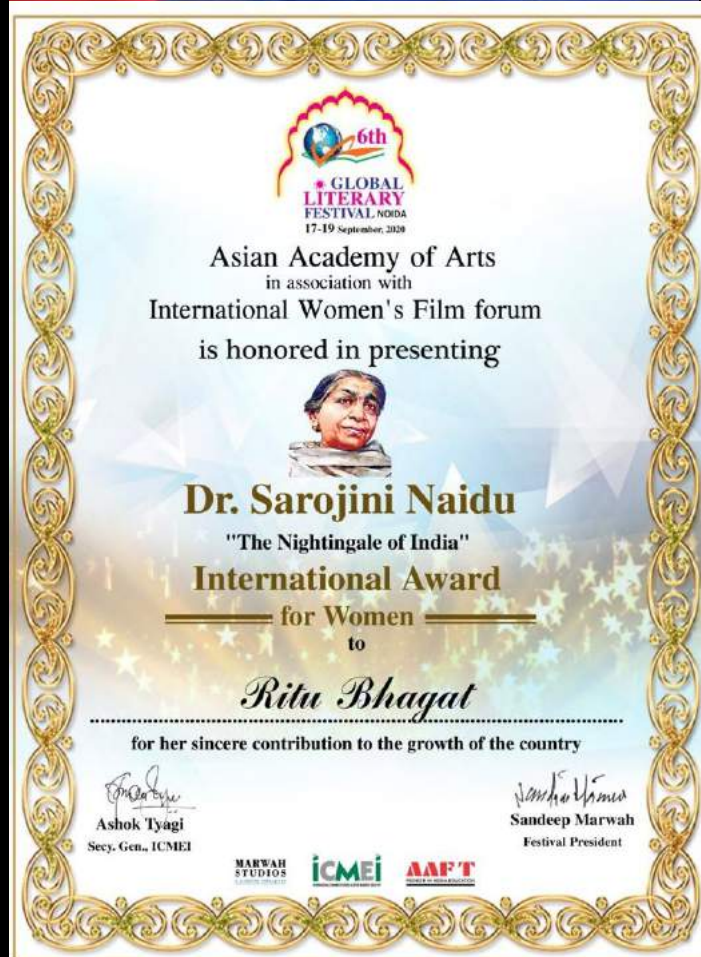 6th
GLOBAL
LITERARY
FESTIVAL NOIDA
17-19 September, 2020
Asian Academy of Arts
in association with
International Women's Film forum
is honored in presenting
Dr. Sarojini Naidu
"The Nightingale of India"
International Award
for Women
to
Ritu Bhagat
for her sincere contribution to the growth of the country
Ashok Tyagi
Secy. Gen., ICMEI
Sandeep Marwah
Festival President
MARWAH
STUDIOS
ICMEI
AAFT